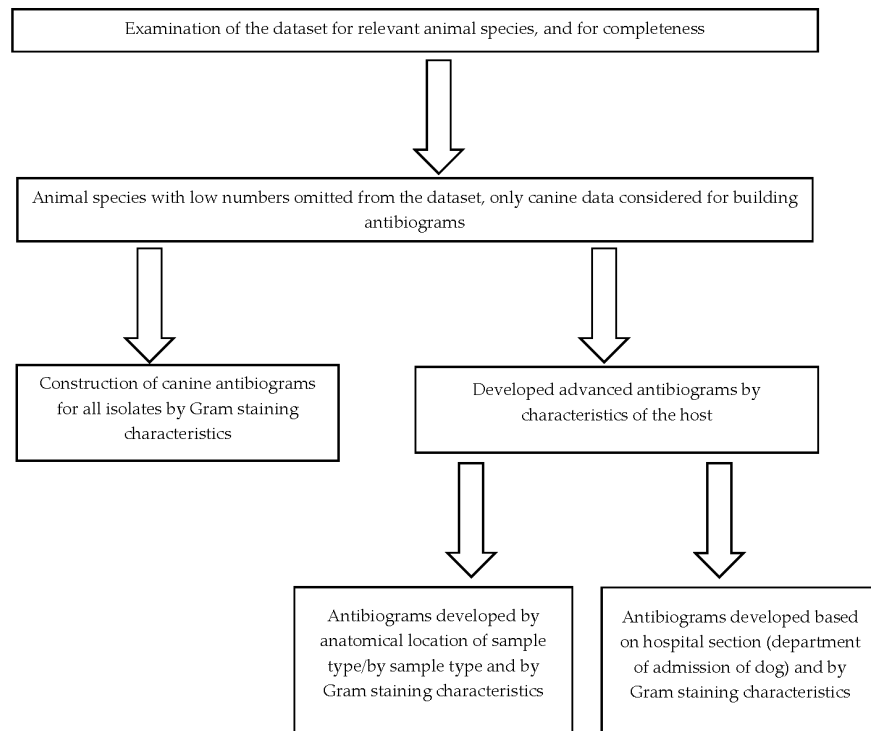 Examination of the dataset for relevant animal species, and for completeness
Animal species with low numbers omitted from the dataset, only canine data considered for building
antibiograms
Construction of canine antibiograms
for all isolates by Gram staining
characteristics
Developed advanced antibiograms by
characteristics of the host
Antibiograms developed by
anatomical location of sample
type/by sample type and by
Gram staining characteristics
Antibiograms developed based
on hospital section (department
of admission of dog) and by
Gram staining characteristics